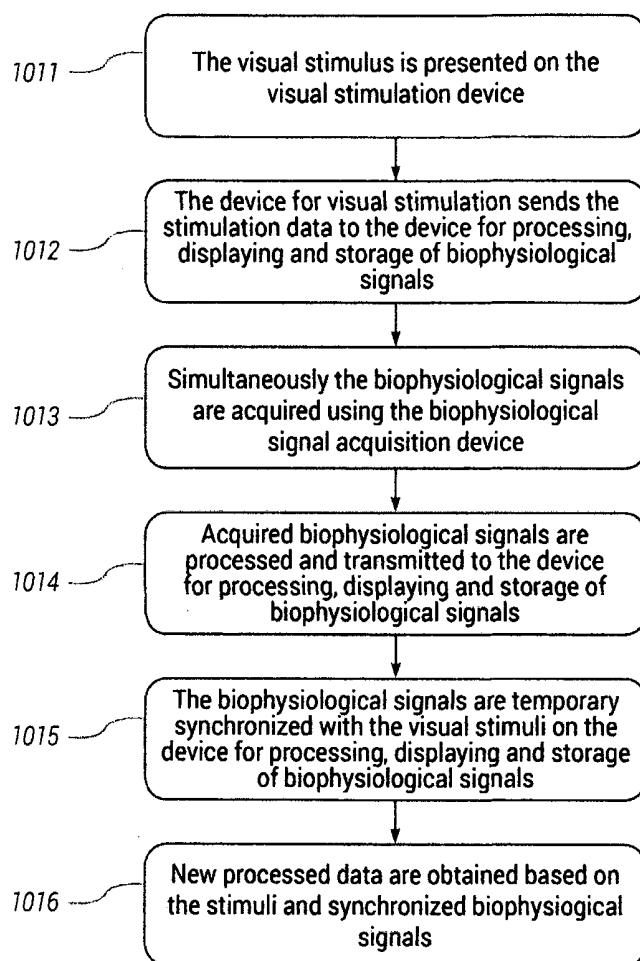 1011
The visual stimulus is presented on the
visual stimulation device
1012
The device for visual stimulation sends the
stimulation data to the device for processing,
displaying and storage of biophysiological
signals
1013
Simultaneously the biophysiological signals
are acquired using the biophysiological
signal acquisition device
1014
Acquired biophysiological signals are
processed and transmitted to the device
for processing, displaying and storage of
biophysiological signals
1015
The biophysiological signals are temporary
synchronized with the visual stimuli on the
device for processing, displaying and storage
of biophysiological signals
1016
New processed data are obtained based on
the stimuli and synchronized biophysiogical
signals